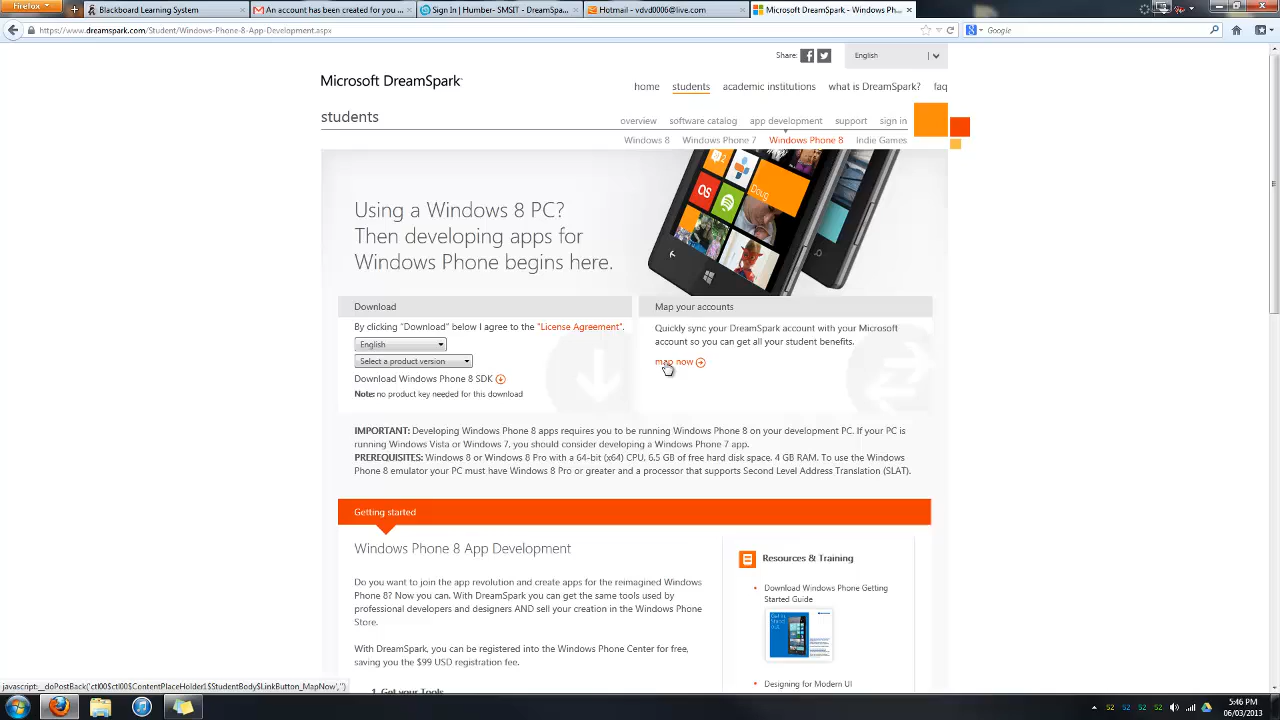 Firefox
Blackboard Learning System
An account has been created for you ...
Sign In | Humber - SMIT - DreamSpa...
Hotmail - vdvd0006@live.com
Microsoft DreamSpark - Windows Ph...
https://www.dreamspark.com/Student/Windows-Phone-8-App-Development.aspx
Google
Share:
English
Microsoft DreamSpark
home students academic institutions what is DreamSpark? faq
students
overview software catalog app development support sign in
Windows 8 Windows Phone 7 Windows Phone 8 Indie Games
Doug
Using a Windows 8 PC?
Then developing apps for
Windows Phone begins here.
Download
By clicking "Download" below I agree to the "License Agreement".
English
Select a product version
Download Windows Phone 8 SDK
Note: no product key needed for this download
Map your accounts
Quickly sync your DreamSpark account with your Microsoft
account so you can get all your student benefits.
map now
IMPORTANT: Developing Windows Phone 8 apps requires you to be running Windows Phone 8 on your development PC. If your PC is
running Windows Vista or Windows 7, you should consider developing a Windows Phone 7 app.
PREREQUISITES: Windows 8 or Windows 8 Pro with a 64-bit (x64) CPU, 6.5 GB of free hard disk space, 4 GB RAM. To use the Windows
Phone 8 emulator your PC must have Windows 8 Pro or greater and a processor that supports Second Level Address Translation (SLAT).
Getting started
Windows Phone 8 App Development
Do you want to join the app revolution and create apps for the reimagined Windows
Phone 8? Now you can. With DreamSpark you can get the same tools used by
professional developers and designers AND sell your creation in the Windows Phone
Store.
With DreamSpark, you can be registered into the Windows Phone Center for free,
saving you the $99 USD registration fee.
1. Get your Tools
Resources & Training
Download Windows Phone Getting
Started Guide
Designing for Modern UI
javascript:__doPostBack('ctl00$ctl00$ContentPlaceHolder1$StudentBody$LinkButton_MapNow','')
52 52 52 52
5:46 PM
06/03/2013